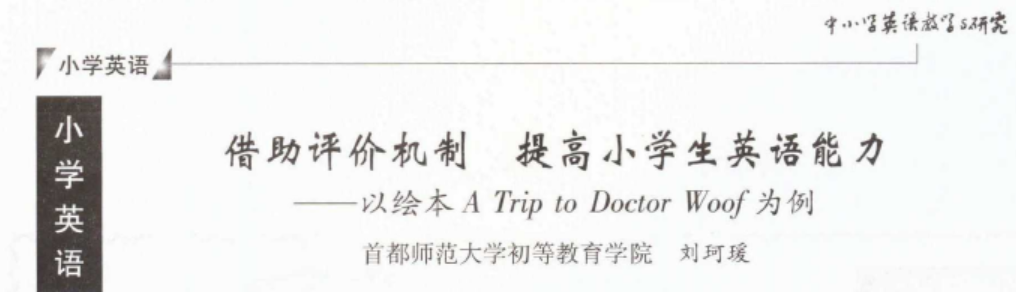 中小学英语教学与研究
小学英语
小学英语
借助评价机制 提高小学生英语能力
——以绘本 A Trip to Doctor Woof 为例
首都师范大学初等教育学院 刘珂瑗